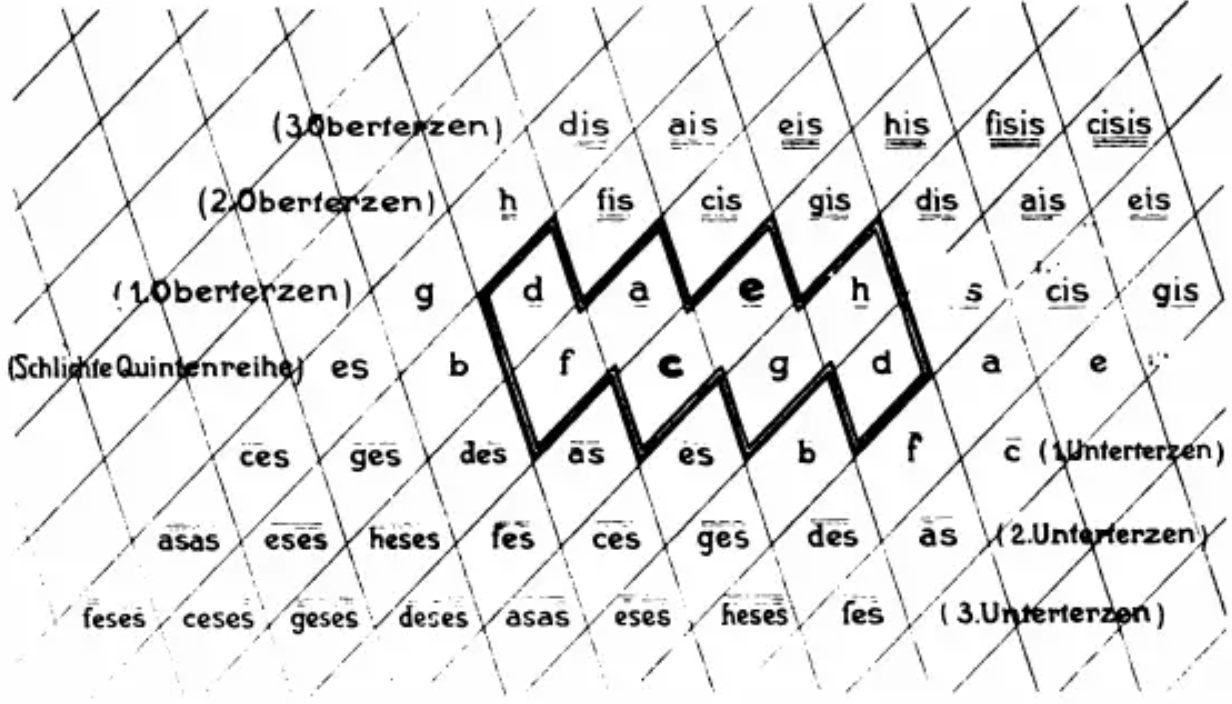 (3.Oberterzen) dis ais eis his fisis cisis
(2.Oberterzen) h fis cis gis dis ais eis
(1.Oberterzen) g d a e h s cis gis
(Schlichte Quintenreihe) es b f c g d a e
ces ges des as es b f c (1.Unterterzen)
asas eses heses fes ces ges des as (2.Unterterzen)
feses ceses geses deses asas eses heses fes (3.Unterterzen)